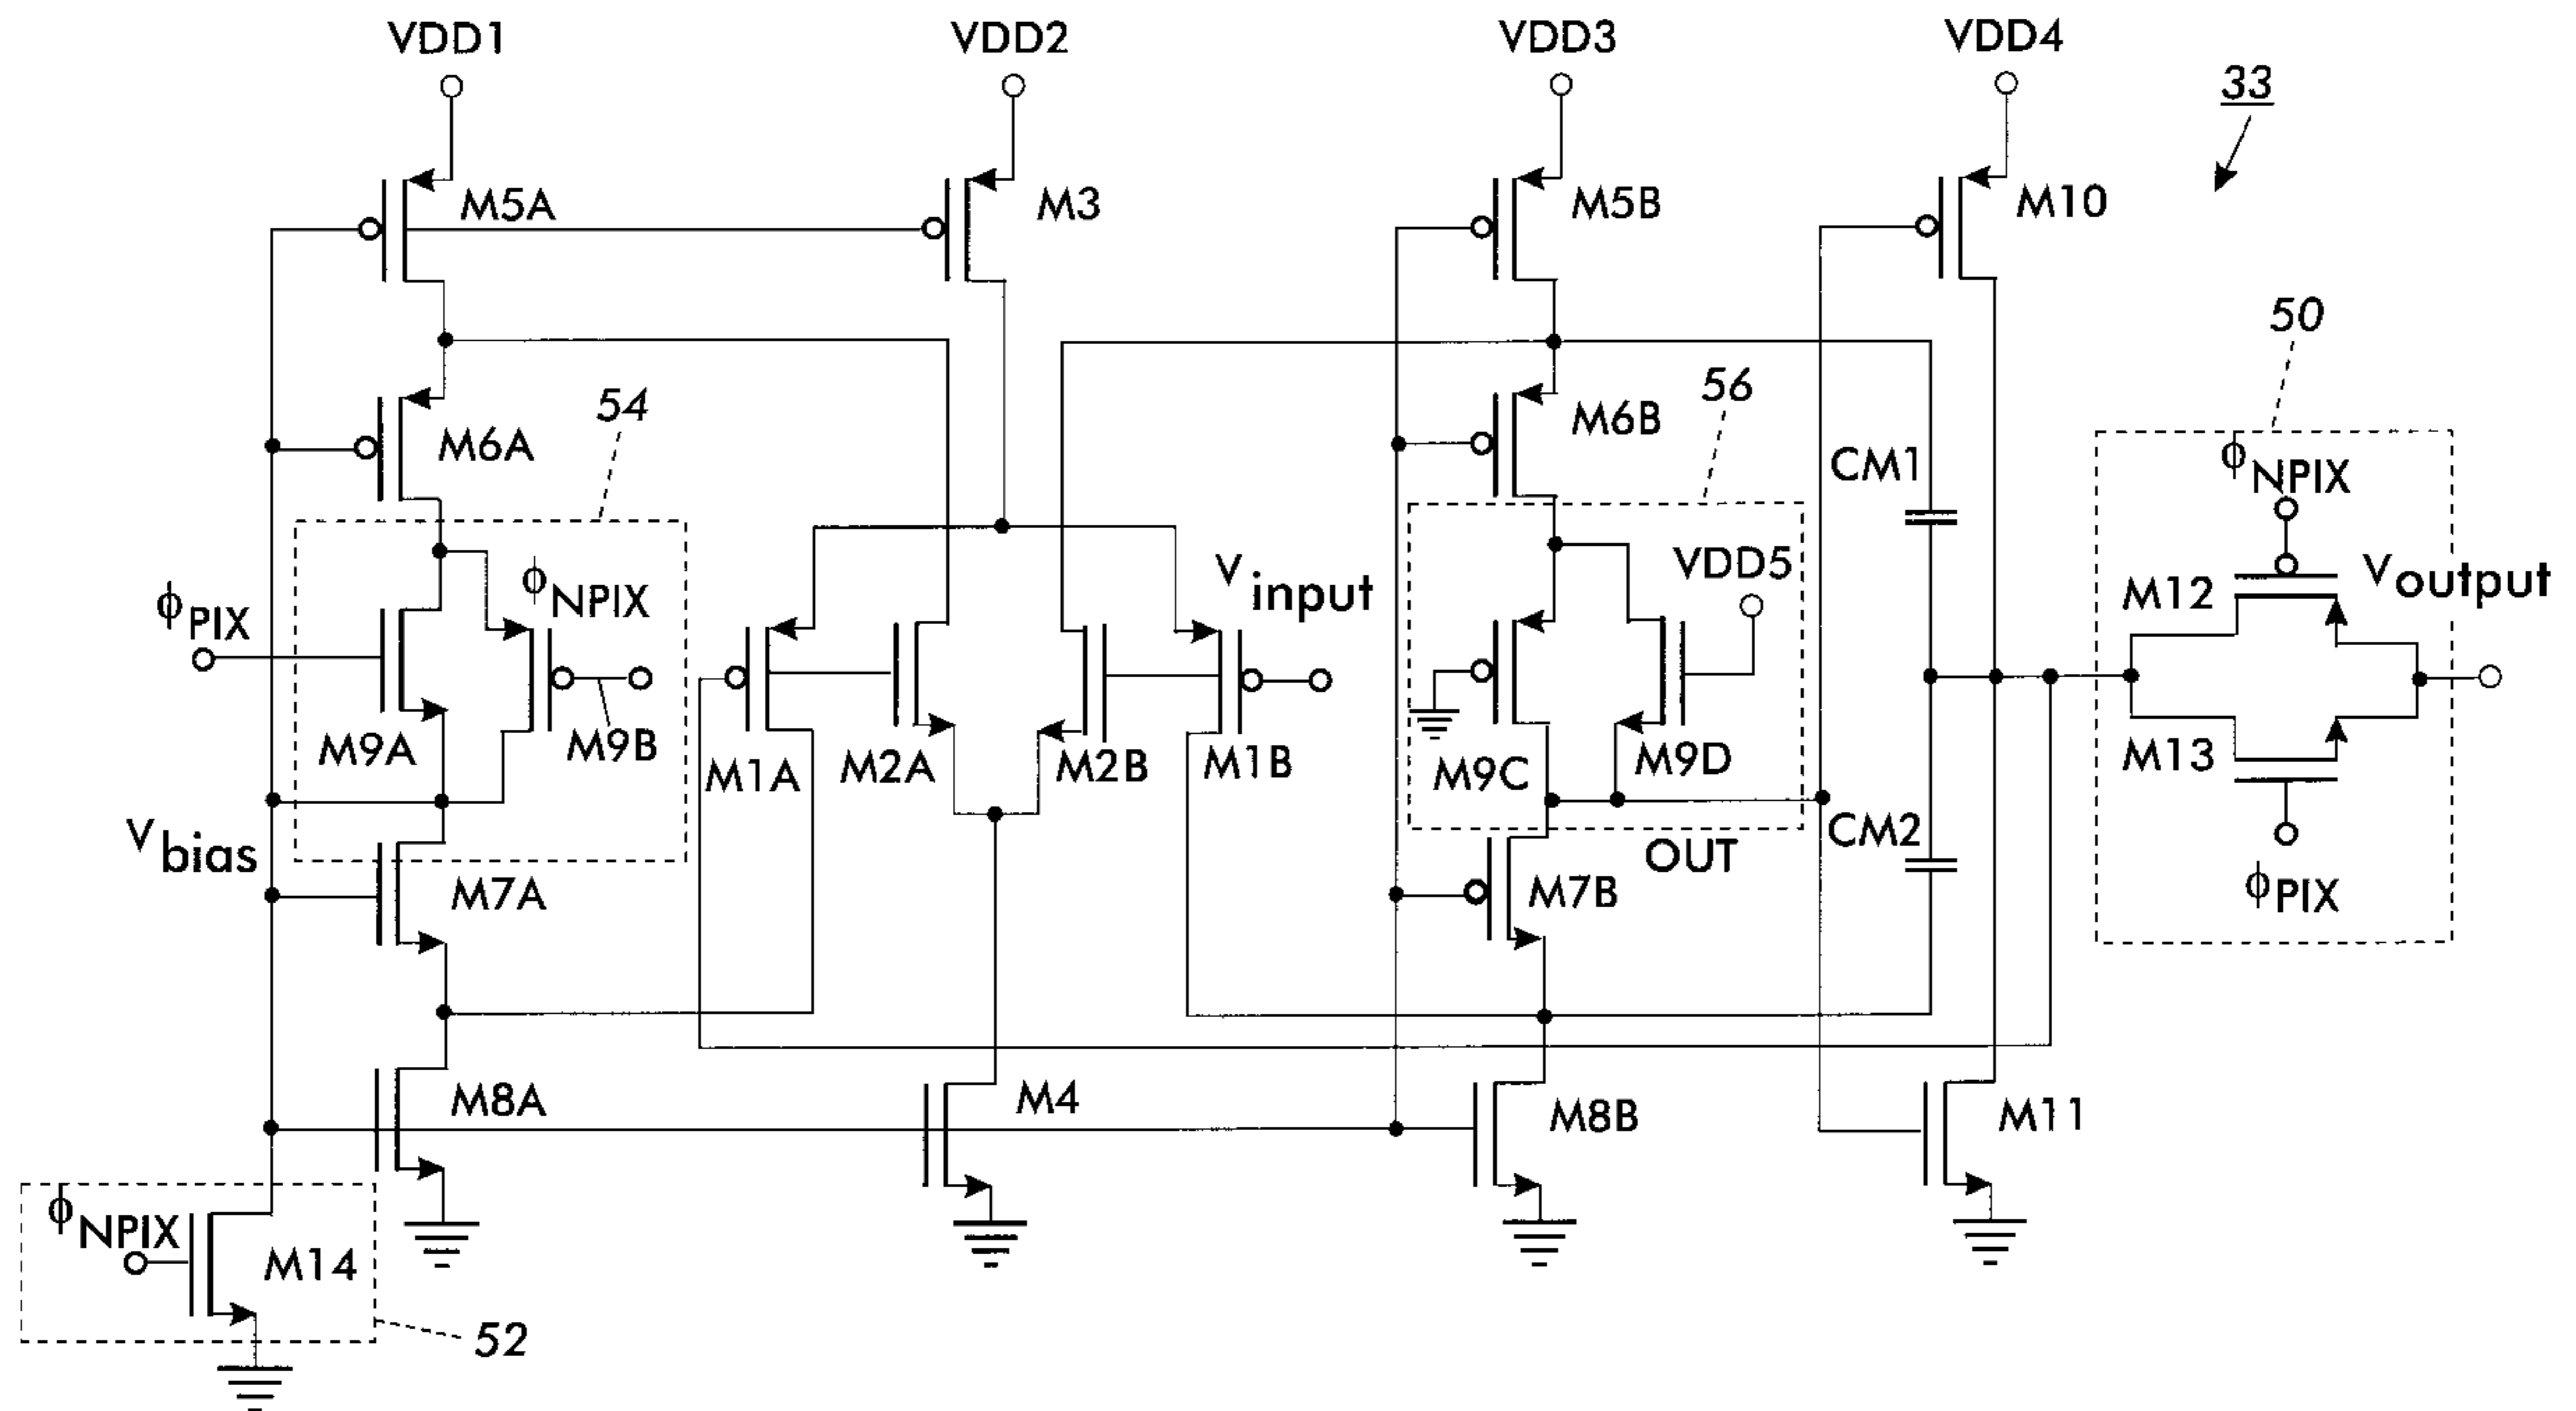 VDD1
VDD2
VDD3
VDD4
33
M5A
M3
M5B
M10
50
54
56
M6A
M6B
CM1
ϕNPIX
ϕPIX
ϕNPIX
Vinput
VDD5
M12
Voutput
M9A
M9B
M1A
M2A
M2B
M1B
M9C
M9D
M13
Vbias
CM2
OUT
M7A
M7B
ϕPIX
M8A
M4
M8B
M11
ϕNPIX
M14
52